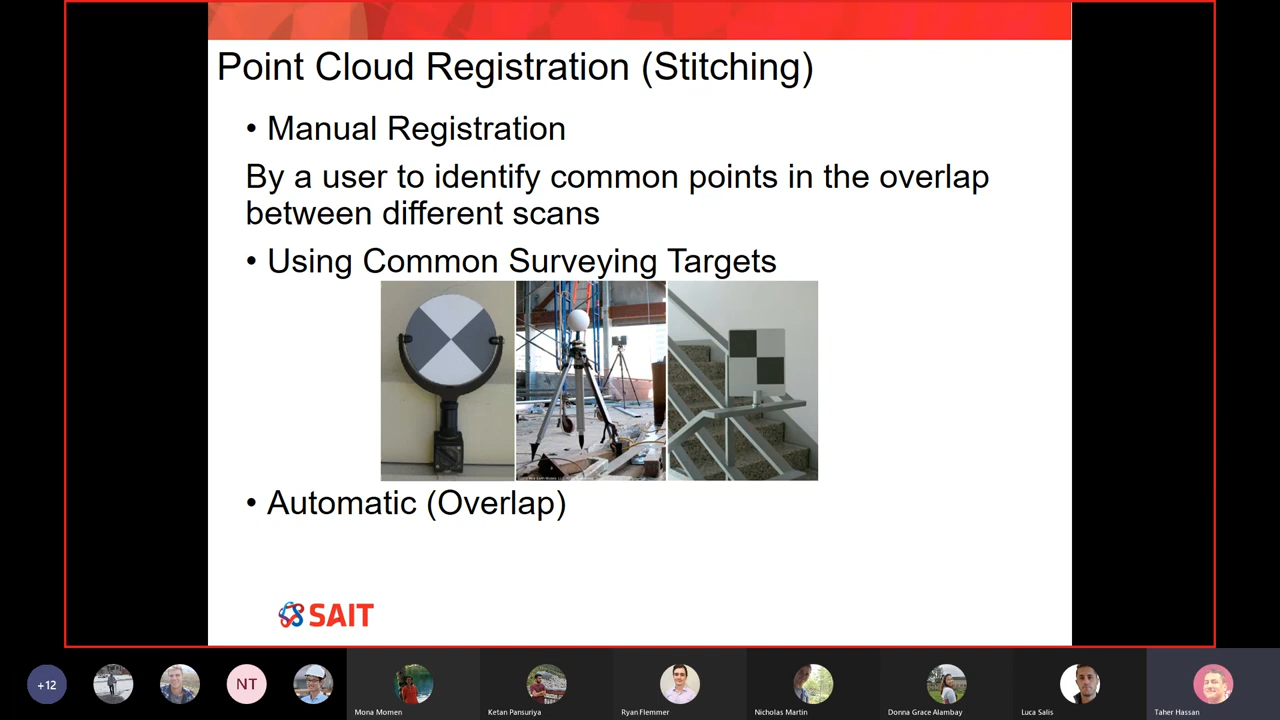 Point Cloud Registration (Stitching)
• Manual Registration
By a user to identify common points in the overlap
between different scans
• Using Common Surveying Targets
• Automatic (Overlap)
SAIT
+12
NT
Mona Momen
Ketan Pansuriya
Ryan Flemmer
Nicholas Martin
Donna Grace Alambay
Luca Salis
Taher Hassan